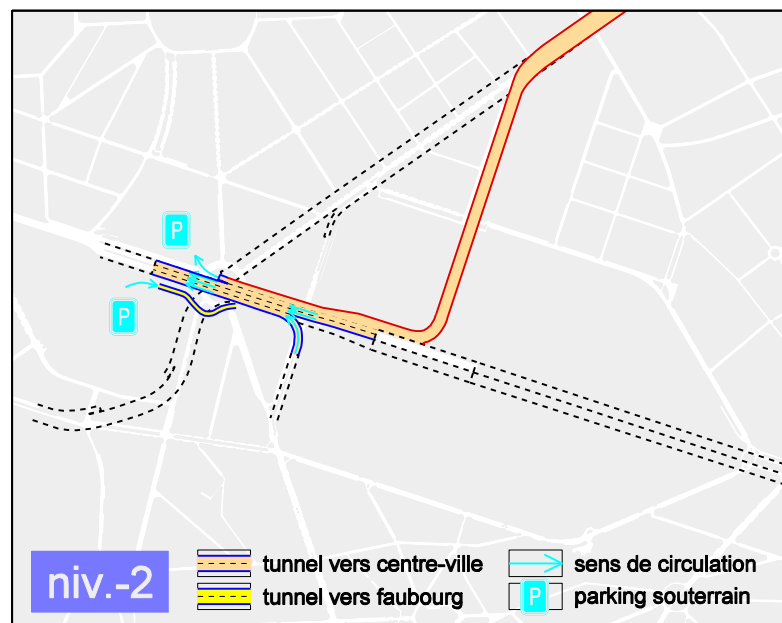 P
P
niv.-2
tunnel vers centre-ville
tunnel vers faubourg
sens de circulation
P parking souterrain